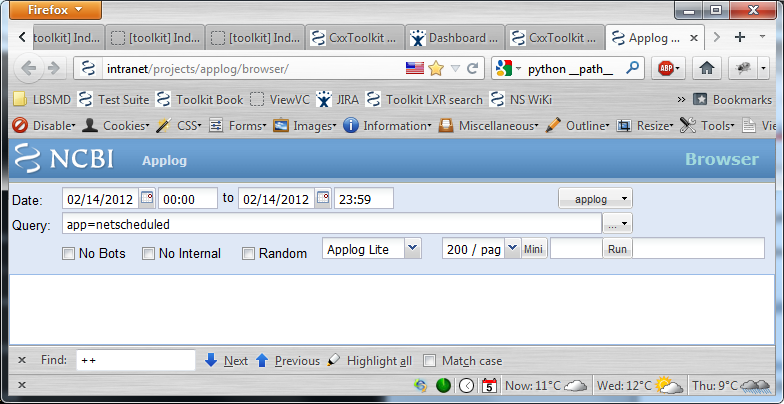 Firefox
[toolkit] Ind... [toolkit] Ind... [toolkit] Ind... CxxToolkit ... Dashboard ... CxxToolkit ... Applog ...
intranet/projects/applog/browser/ python __path__ ABP
LBSMD Test Suite Toolkit Book ViewVC JIRA Toolkit LXR search NS WiKi » Bookmarks
Disable Cookies CSS Forms Images Information Miscellaneous Outline Resize Tools Vie
NCBI Applog Browser
Date: 02/14/2012 00:00 to 02/14/2012 23:59 applog
Query: app=netscheduled ...
No Bots No Internal Random Applog Lite 200 / pag Mini Run
× Find: ++ Next Previous Highlight all Match case
× 5 Now: 11°C Wed: 12°C Thu: 9°C